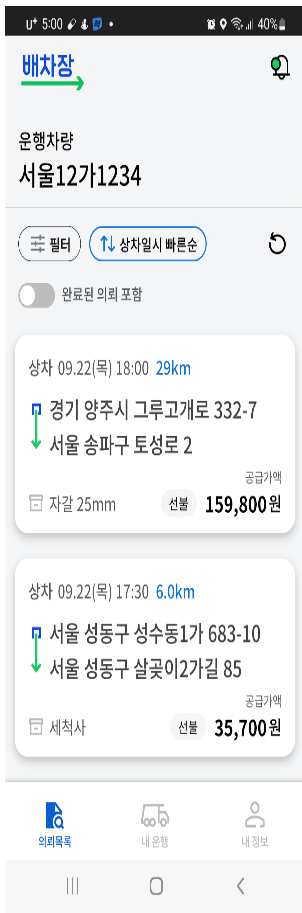 U+ 5:00 40%
배차장
운행차량
서울12가1234
필터 상차일시 빠른순
완료된 의뢰 포함
상차 09.22(목) 18:00 29km
경기 양주시 그루고개로 332-7
서울 송파구 토성로 2
공급가액
자갈 25mm 선불 159,800원
상차 09.22(목) 17:30 6.0km
서울 성동구 성수동1가 683-10
서울 성동구 살곶이2가길 85
공급가액
세척사 선불 35,700원
의뢰목록 내 운행 내 정보